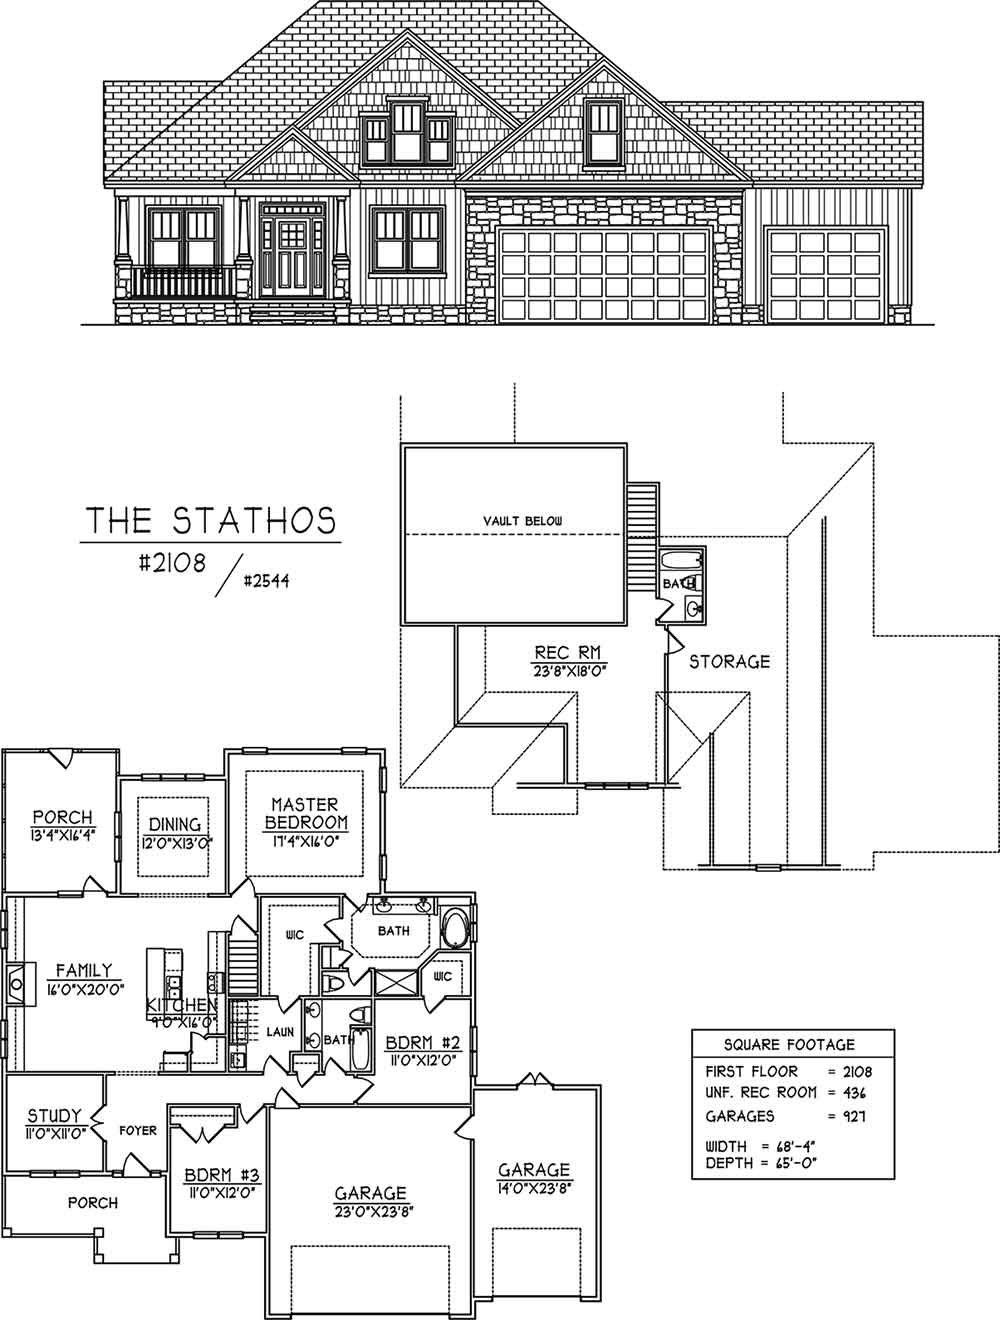 THE STATHOS
#2108 / #2544
VAULT BELOW
BATH
REC RM
23'8"X18'0"
STORAGE
PORCH
13'4"X16'4"
DINING
12'0"X13'0"
MASTER
BEDROOM
17'4"X16'0"
WIC
BATH
WIC
FAMILY
16'0"X20'0"
KITCHEN
9'0"X16'0"
LAUN
BATH
BDRM #2
11'0"X12'0"
STUDY
11'0"X11'0"
FOYER
BDRM #3
11'0"X12'0"
PORCH
GARAGE
23'0"X23'8"
GARAGE
14'0"X23'8"
SQUARE FOOTAGE
FIRST FLOOR = 2108
UNF. REC ROOM = 436
GARAGES = 927
WIDTH = 68'-4"
DEPTH = 65'-0"